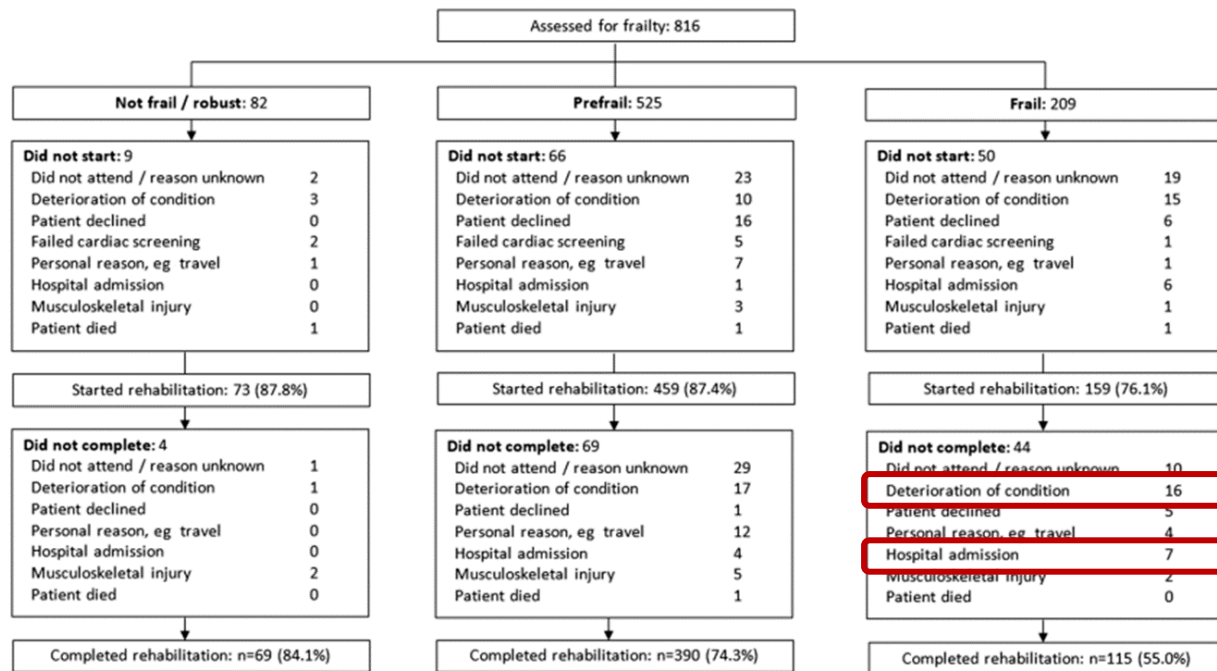 Assessed for frailty: 816
Not frail / robust: 82
Did not start: 9
Did not attend / reason unknown 2
Deterioration of condition 3
Patient declined 0
Failed cardiac screening 2
Personal reason, eg travel 1
Hospital admission 0
Musculoskeletal injury 0
Patient died 1
Started rehabilitation: 73 (87.8%)
Did not complete: 4
Did not attend / reason unknown 1
Deterioration of condition 1
Patient declined 0
Personal reason, eg travel 0
Hospital admission 0
Musculoskeletal injury 2
Patient died 0
Completed rehabilitation: n=69 (84.1%)
Prefrail: 525
Did not start: 66
Did not attend / reason unknown 23
Deterioration of condition 10
Patient declined 16
Failed cardiac screening 5
Personal reason, eg travel 7
Hospital admission 1
Musculoskeletal injury 3
Patient died 1
Started rehabilitation: 459 (87.4%)
Did not complete: 69
Did not attend / reason unknown 29
Deterioration of condition 17
Patient declined 1
Personal reason, eg travel 12
Hospital admission 4
Musculoskeletal injury 5
Patient died 1
Completed rehabilitation: n=390 (74.3%)
Frail: 209
Did not start: 50
Did not attend / reason unknown 19
Deterioration of condition 15
Patient declined 6
Failed cardiac screening 1
Personal reason, eg travel 1
Hospital admission 6
Musculoskeletal injury 1
Patient died 1
Started rehabilitation: 159 (76.1%)
Did not complete: 44
Did not attend / reason unknown 10
Deterioration of condition 16
Patient declined 5
Personal reason, eg travel 4
Hospital admission 7
Musculoskeletal injury 2
Patient died 0
Completed rehabilitation: n=115 (55.0%)